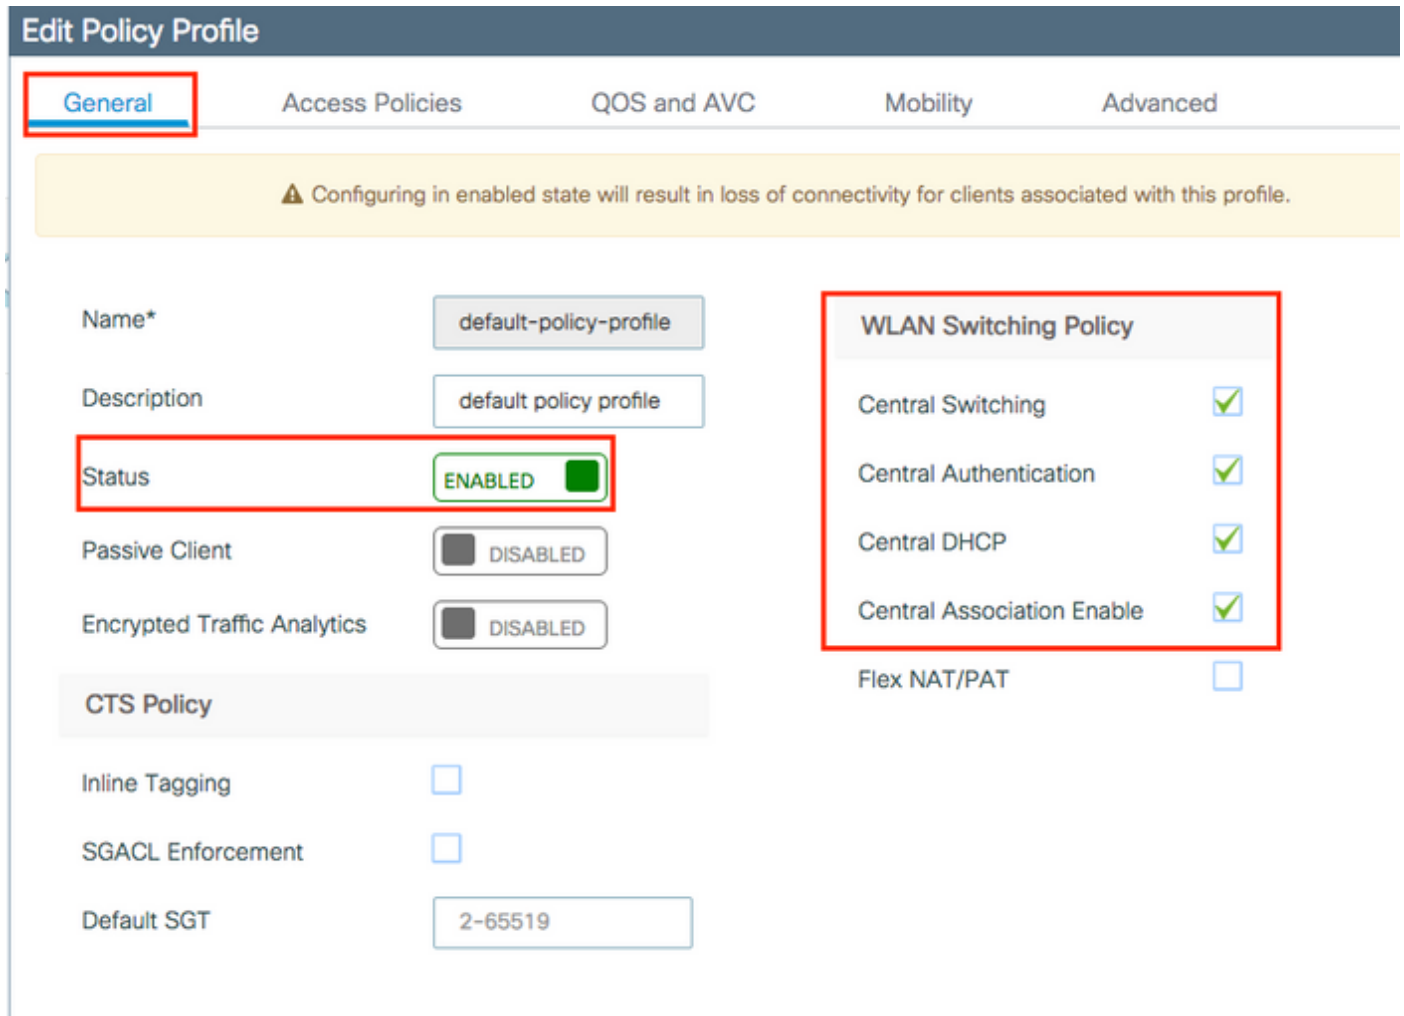 Edit Policy Profile
General
Access Policies
QOS and AVC
Mobility
Advanced
Configuring in enabled state will result in loss of connectivity for clients associated with this profile.
Name*
default-policy-profile
Description
default policy profile
Status
ENABLED
Passive Client
DISABLED
Encrypted Traffic Analytics
DISABLED
CTS Policy
Inline Tagging
SGACL Enforcement
Default SGT
2-65519
WLAN Switching Policy
Central Switching
Central Authentication
Central DHCP
Central Association Enable
Flex NAT/PAT